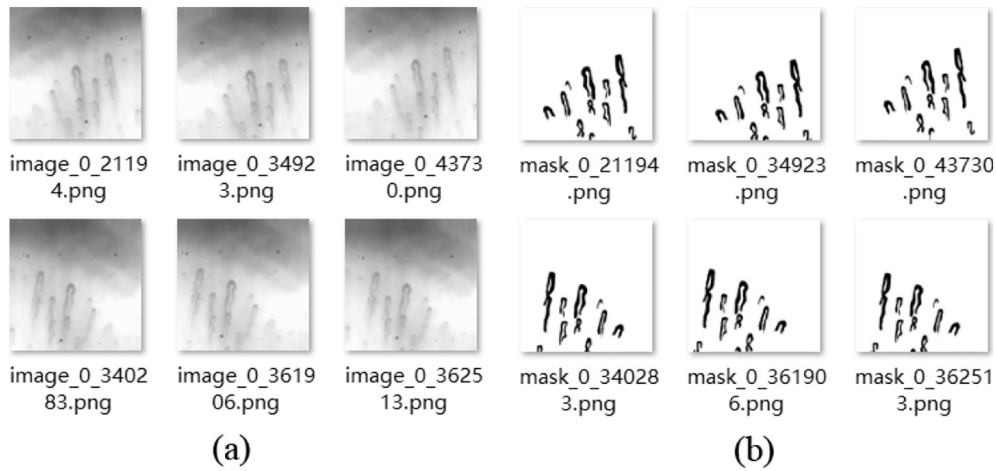 image_0_2119 image_0_3492 image_0_4373 mask_0_21194 mask_0_34923 mask_0_43730
4.png 3.png 0.png .png .png .png
image_0_3402 image_0_3619 image_0_3625 mask_0_34028 mask_0_36190 mask_0_36251
83.png 06.png 13.png 3.png 6.png 3.png
(a) (b)